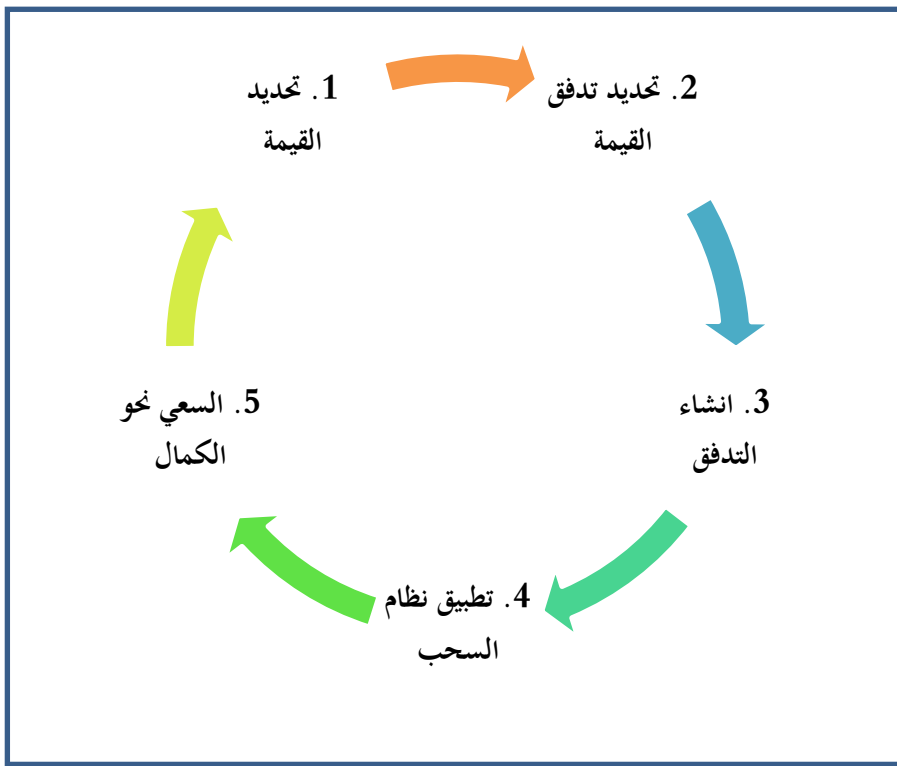 1. تحديد
القيمة
2. تحديد تدفق
القيمة
3. انشاء
التدفق
4. تطبيق نظام
السحب
5. السعي نحو
الكمال